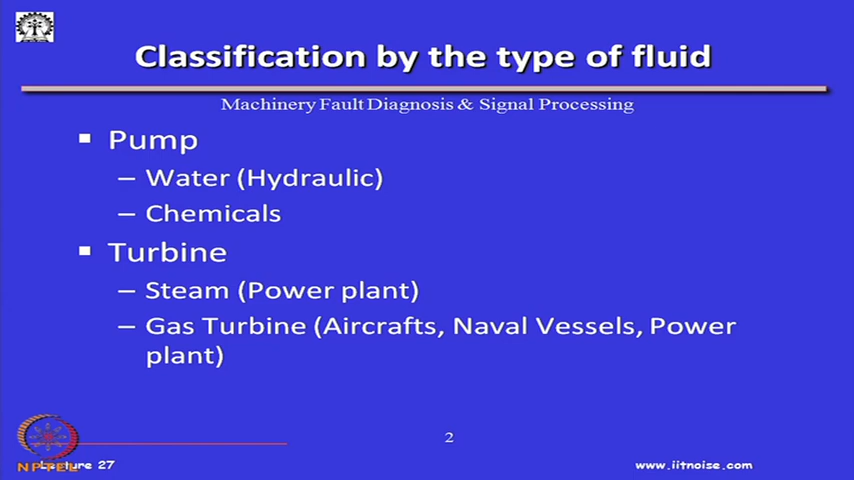 Classification by the type of fluid
Machinery Fault Diagnosis & Signal Processing
▪ Pump
– Water (Hydraulic)
– Chemicals
▪ Turbine
– Steam (Power plant)
– Gas Turbine (Aircrafts, Naval Vessels, Power
plant)
2
NPTEL
Lecture 27
www.iitnoise.com